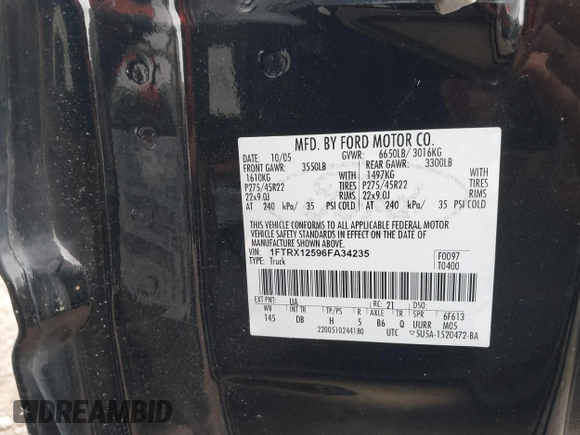 MFD. BY FORD MOTOR CO.
10/05 GVWR: 6650LB/ 3016KG
FRONT GAWR: 3550LB REAR GAWR: 3300LB
1610KG WITH 1497KG WITH
P275/45R22 TIRES P275/45R22 TIRES
22x9.0J RIMS 22x9.0J RIMS
AT 240 kPa/ 35 PSI COLD AT 240 kPa/ 35 PSI COLD
THIS VEHICLE CONFORMS TO ALL APPLICABLE FEDERAL MOTOR
VEHICLE SAFETY STANDARDS IN EFFECT ON THE DATE OF
MANUFACTURE SHOWN ABOVE.
VIN: 1FTRX12596FA34235
TYPE: Truck
F0097
T0400
EXT PNT: UA RC: 21 DSO:
WB INT TR TP/PS R AXLE TR SPR 6F613
145 DB H 5 B6 Q UURR M05
2200510244180 UTC ▽5U5A-1520472-BA
DREAMBID